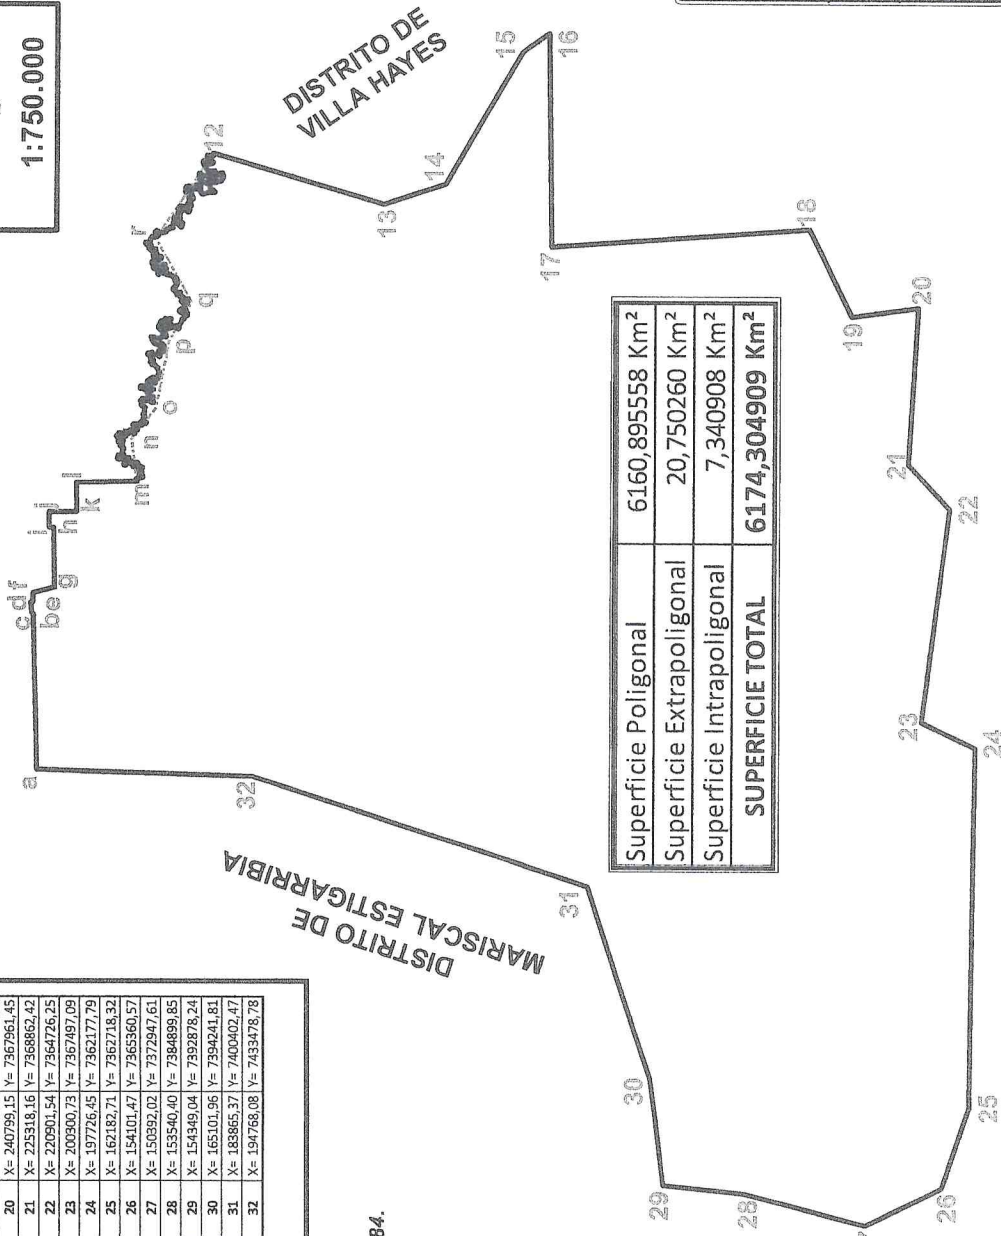 1:750.000
DISTRITO DE
VILLA HAYES
DISTRITO DE
MARISCAL ESTIGARRIBIA
20 X= 240799,15 Y= 7367961,45
21 X= 225318,16 Y= 7368862,42
22 X= 220901,54 Y= 7364726,25
23 X= 200300,73 Y= 7367497,09
24 X= 197726,45 Y= 7362177,79
25 X= 162182,71 Y= 7362718,32
26 X= 154101,47 Y= 7365360,57
27 X= 150392,02 Y= 7372947,61
28 X= 153540,40 Y= 7384899,85
29 X= 154349,04 Y= 7392878,24
30 X= 165101,96 Y= 7394241,81
31 X= 183865,37 Y= 7400402,47
32 X= 194768,08 Y= 7433478,78
84.
Superficie Poligonal 6160,895558 Km²
Superficie Extrapoligonal 20,750260 Km²
Superficie Intrapoligonal 7,340908 Km²
SUPERFICIE TOTAL 6174,304909 Km²
a
b
c
d
e
f
g
h
i
j
k
l
m
n
o
p
q
r
12
13
14
15
16
17
18
19
20
21
22
23
24
25
26
28
29
30
31
32